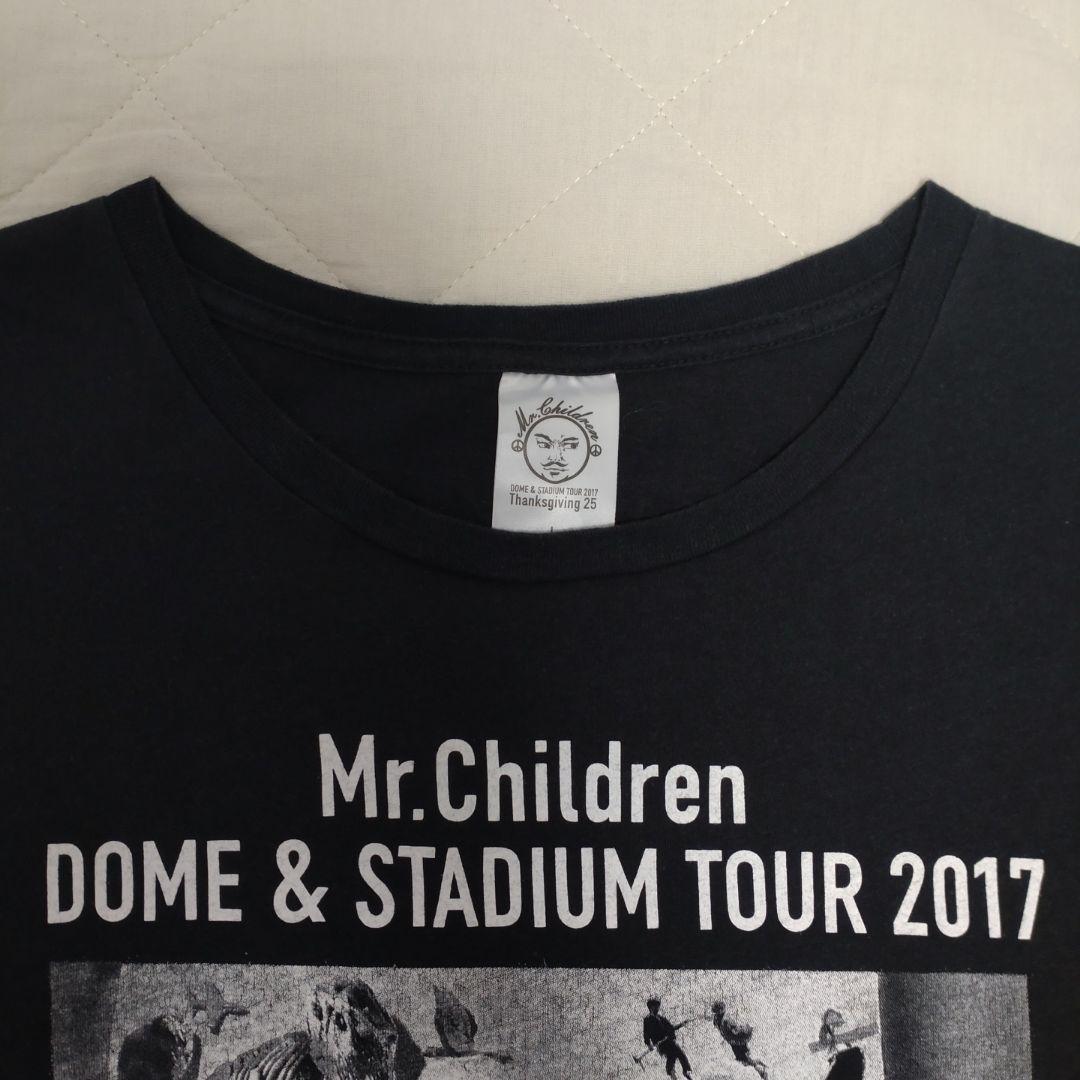 Mr.Children
DOME & STADIUM TOUR 2017
Thanksgiving 25
Mr.Children
DOME & STADIUM TOUR 2017